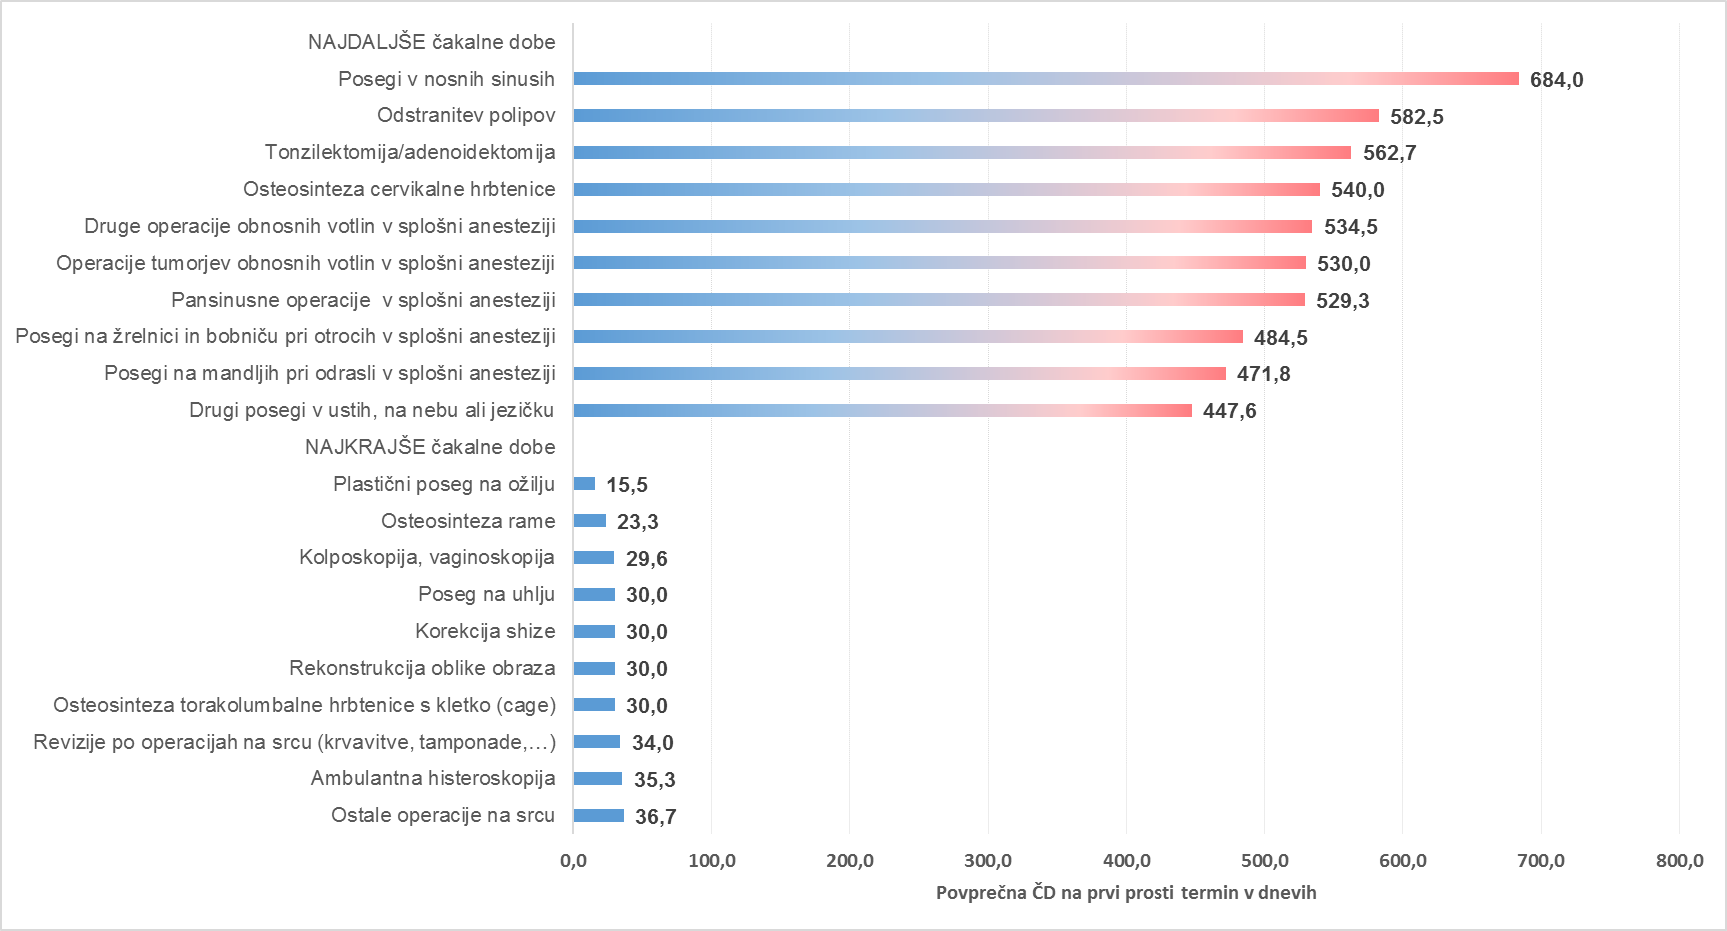 NAJDALJŠE čakalne dobe
Posegi v nosnih sinusih 684,0
Odstranitev polipov 582,5
Tonzilektomija/adenoidektomija 562,7
Osteosinteza cervikalne hrbtenice 540,0
Druge operacije obnosnih votlin v splošni anesteziji 534,5
Operacije tumorjev obnosnih votlin v splošni anesteziji 530,0
Pansinusne operacije  v splošni anesteziji 529,3
Posegi na žrelnici in bobniču pri otrocih v splošni anesteziji 484,5
Posegi na mandljih pri odrasli v splošni anesteziji 471,8
Drugi posegi v ustih, na nebu ali jezičku 447,6
NAJKRAJŠE čakalne dobe
Plastični poseg na ožilju 15,5
Osteosinteza rame 23,3
Kolposkopija, vaginoskopija 29,6
Poseg na uhlju 30,0
Korekcija shize 30,0
Rekonstrukcija oblike obraza 30,0
Osteosinteza torakolumbalne hrbtenice s kletko (cage) 30,0
Revizije po operacijah na srcu (krvavitve, tamponade,…) 34,0
Ambulantna histeroskopija 35,3
Ostale operacije na srcu 36,7
0,0 100,0 200,0 300,0 400,0 500,0 600,0 700,0 800,0
Povprečna ČD na prvi prosti termin v dnevih